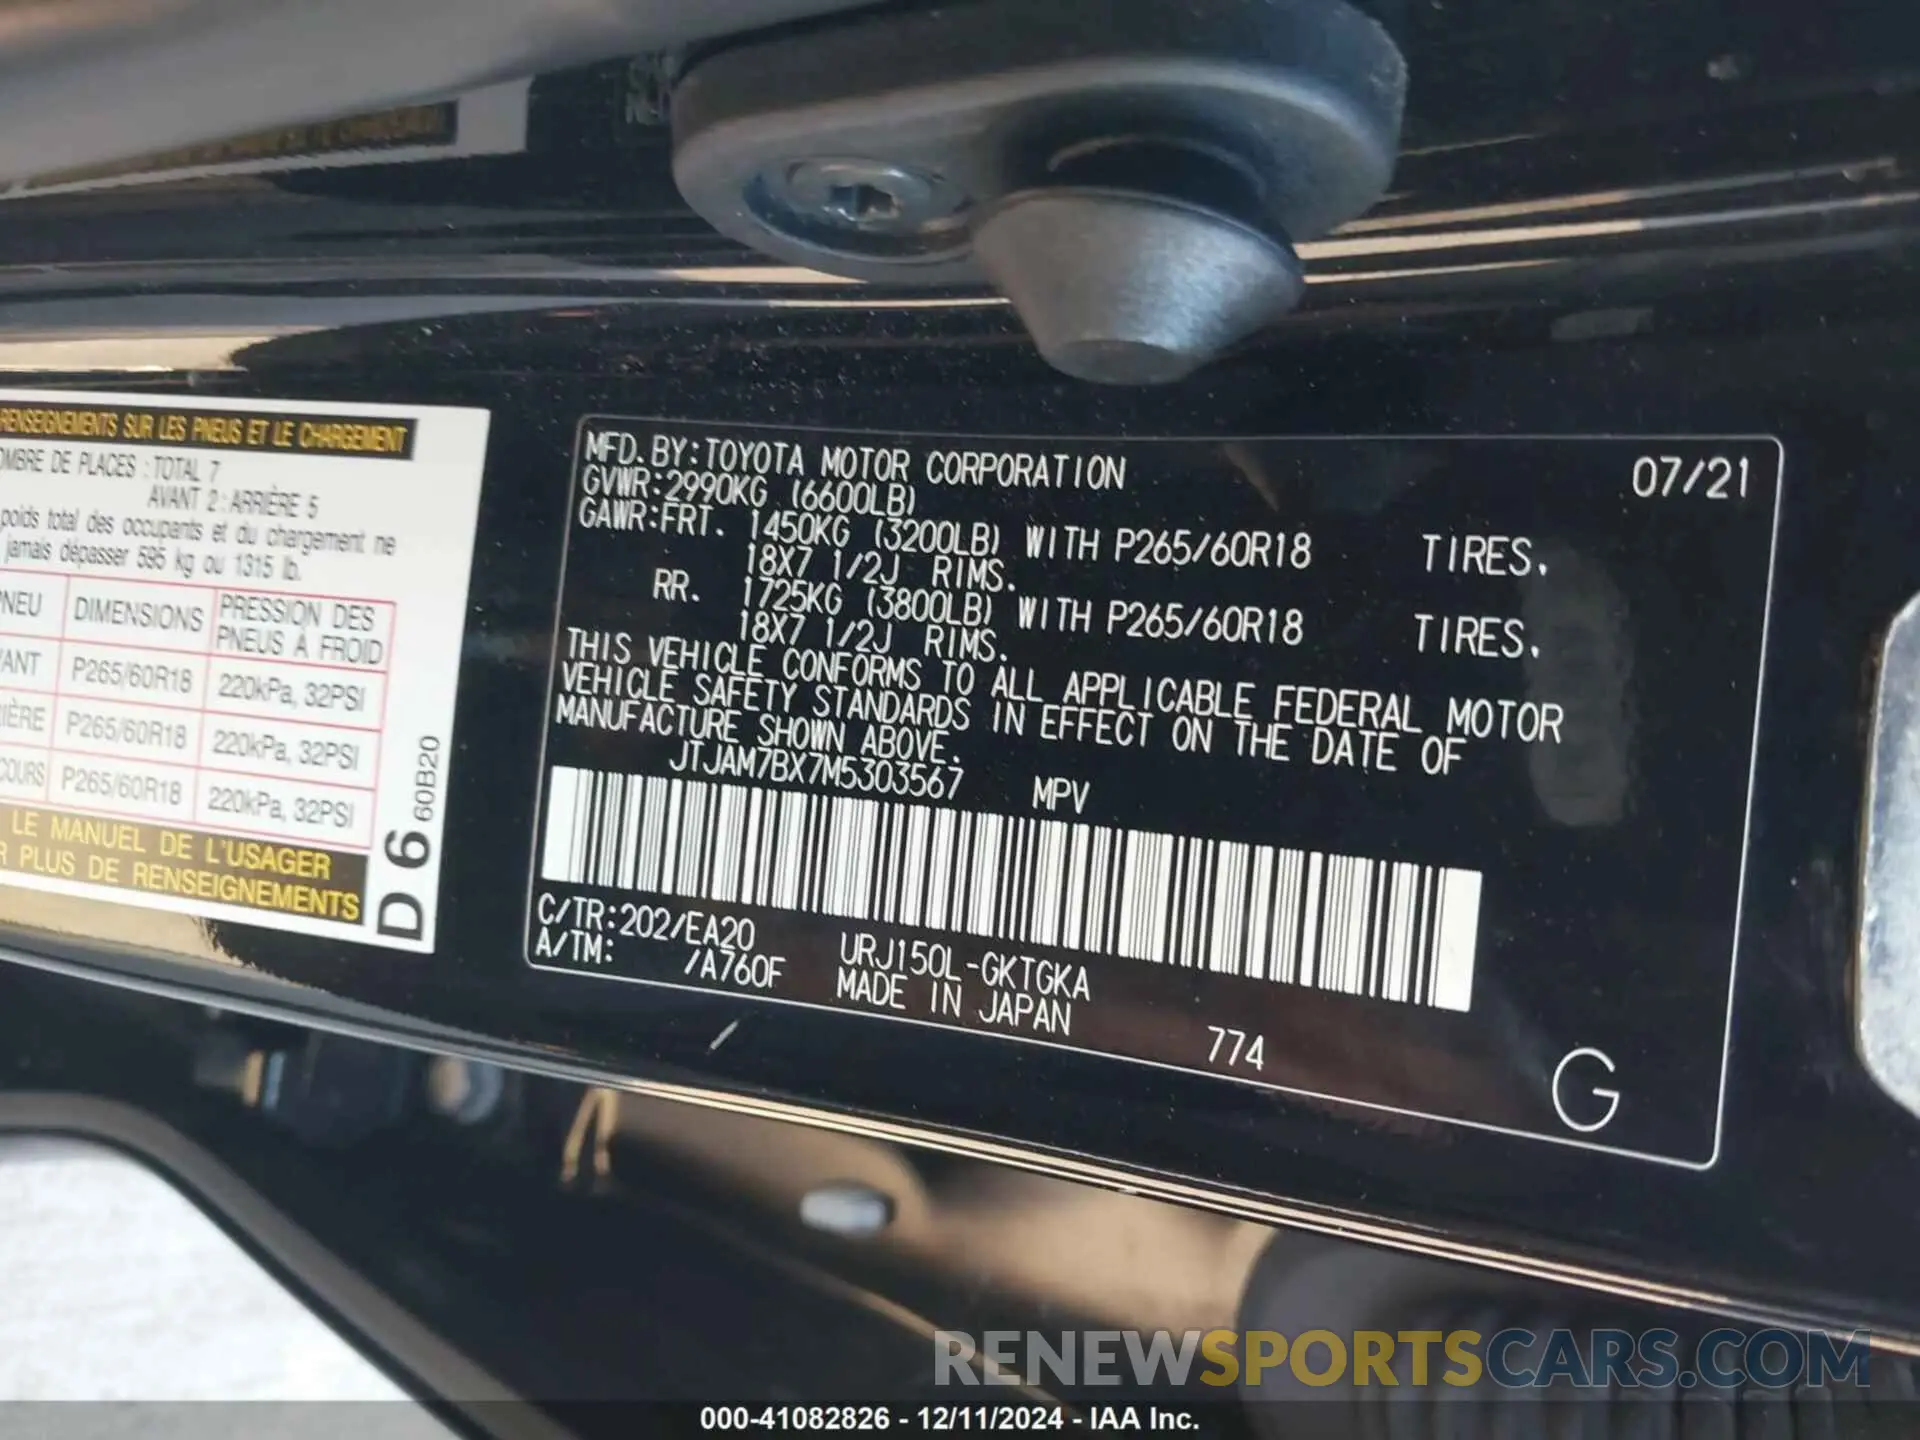 RENSEIGNEMENTS SUR LES PNEUS ET LE CHARGEMENT
DE PLACES : TOTAL 7
AVANT 2 : ARRIÈRE 5
poids total des occupants et du chargement ne
jamais dépasser 595 kg ou 1315 lb.
DIMENSIONS PRESSION DES
PNEUS À FROID
P265/60R18 220kPa, 32PSI
P265/60R18 220kPa, 32PSI
P265/60R18 220kPa, 32PSI
LE MANUEL DE L'USAGER
PLUS DE RENSEIGNEMENTS
D6 60B20
MFD. BY:TOYOTA MOTOR CORPORATION 07/21
GVWR:2990KG (6600LB)
GAWR:FRT. 1450KG (3200LB) WITH P265/60R18 TIRES.
18X7 1/2J RIMS.
RR. 1725KG (3800LB) WITH P265/60R18 TIRES.
18X7 1/2J RIMS.
THIS VEHICLE CONFORMS TO ALL APPLICABLE FEDERAL MOTOR
VEHICLE SAFETY STANDARDS IN EFFECT ON THE DATE OF
MANUFACTURE SHOWN ABOVE.
JTJAM7BX7M5303567 MPV
C/TR:202/EA20 URJ150L-GKTGKA
A/TM: /A760F MADE IN JAPAN
774
G
RENEWSPORTSCARS.COM
000-41082826 - 12/11/2024 - IAA Inc.